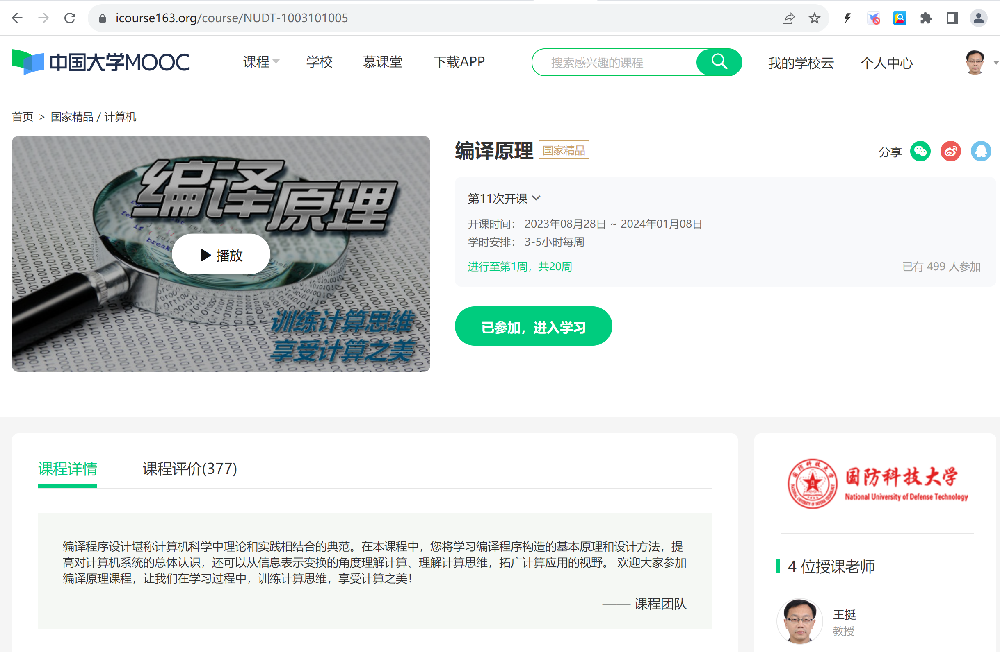 icourse163.org/course/NUDT-1003101005
中国大学MOOC
课程
学校
慕课堂
下载APP
搜索感兴趣的课程
我的学校云
个人中心
首页 > 国家精品 / 计算机
编译原理
break
if
播放
训练计算思维
享受计算之美
编译原理
国家精品
分享
第11次开课
开课时间： 2023年08月28日 ~ 2024年01月08日
学时安排： 3-5小时每周
进行至第1周，共20周
已有 499 人参加
已参加，进入学习
课程详情
课程评价(377)
编译程序设计堪称计算机科学中理论和实践相结合的典范。在本课程中，您将学习编译程序构造的基本原理和设计方法，提
高对计算机系统的总体认识，还可以从信息表示变换的角度理解计算、理解计算思维，拓广计算应用的视野。 欢迎大家参加
编译原理课程，让我们在学习过程中，训练计算思维，享受计算之美！
—— 课程团队
国防科技大学
National University of Defense Technology
4 位授课老师
王挺
教授